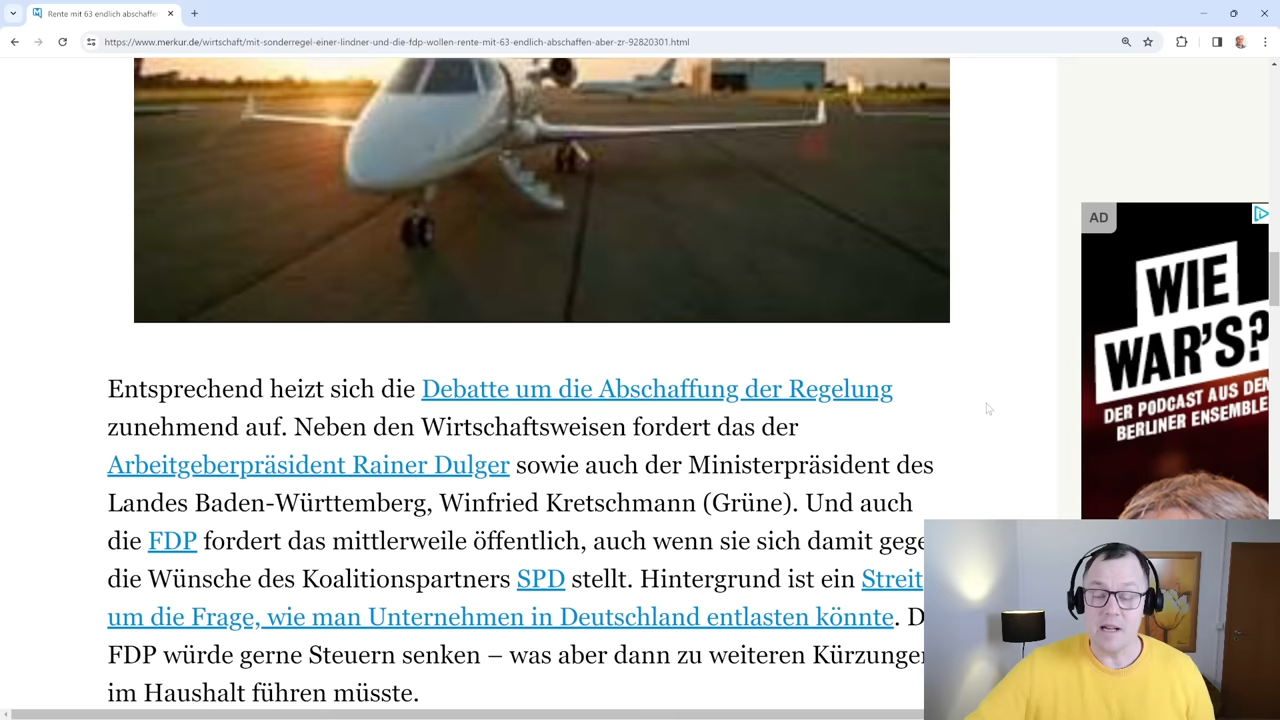 Rente mit 63 endlich abschaffe
https://www.merkur.de/wirtschaft/mit-sonderregel-einer-lindner-und-die-fdp-wollen-rente-mit-63-endlich-abschaffen-aber-zr-92820301.html
AD
WIE
WAR'S?
DER PODCAST AUS DEM
BERLINER ENSEMBLE
Entsprechend heizt sich die Debatte um die Abschaffung der Regelung
zunehmend auf. Neben den Wirtschaftsweisen fordert das der
Arbeitgeberpräsident Rainer Dulger sowie auch der Ministerpräsident des
Landes Baden-Württemberg, Winfried Kretschmann (Grüne). Und auch
die FDP fordert das mittlerweile öffentlich, auch wenn sie sich damit gege
die Wünsche des Koalitionspartners SPD stellt. Hintergrund ist ein Streit
um die Frage, wie man Unternehmen in Deutschland entlasten könnte. D
FDP würde gerne Steuern senken – was aber dann zu weiteren Kürzunge
im Haushalt führen müsste.